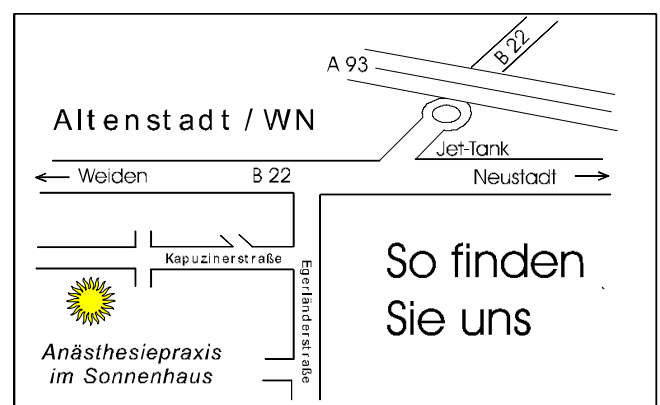 B 22
A 93
Altenstadt / WN
Jet-Tank
← Weiden
B 22
Neustadt →
Kapuzinerstraße
Egerländerstraße
So finden
Sie uns
Anästhesiepraxis
im Sonnenhaus